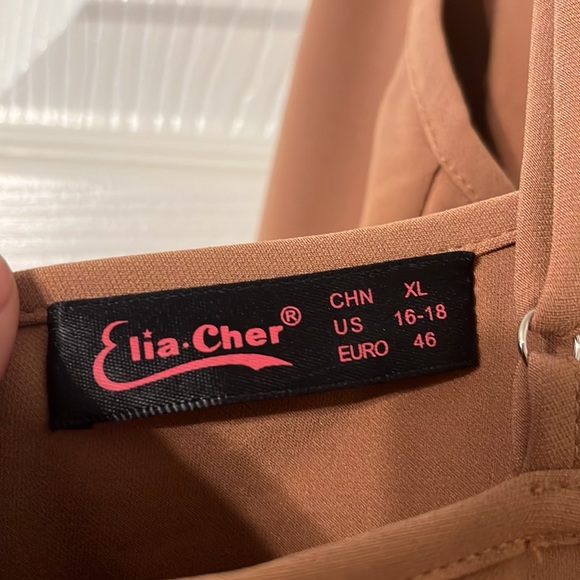 Elia·Cher®
CHN XL
US 16-18
EURO 46